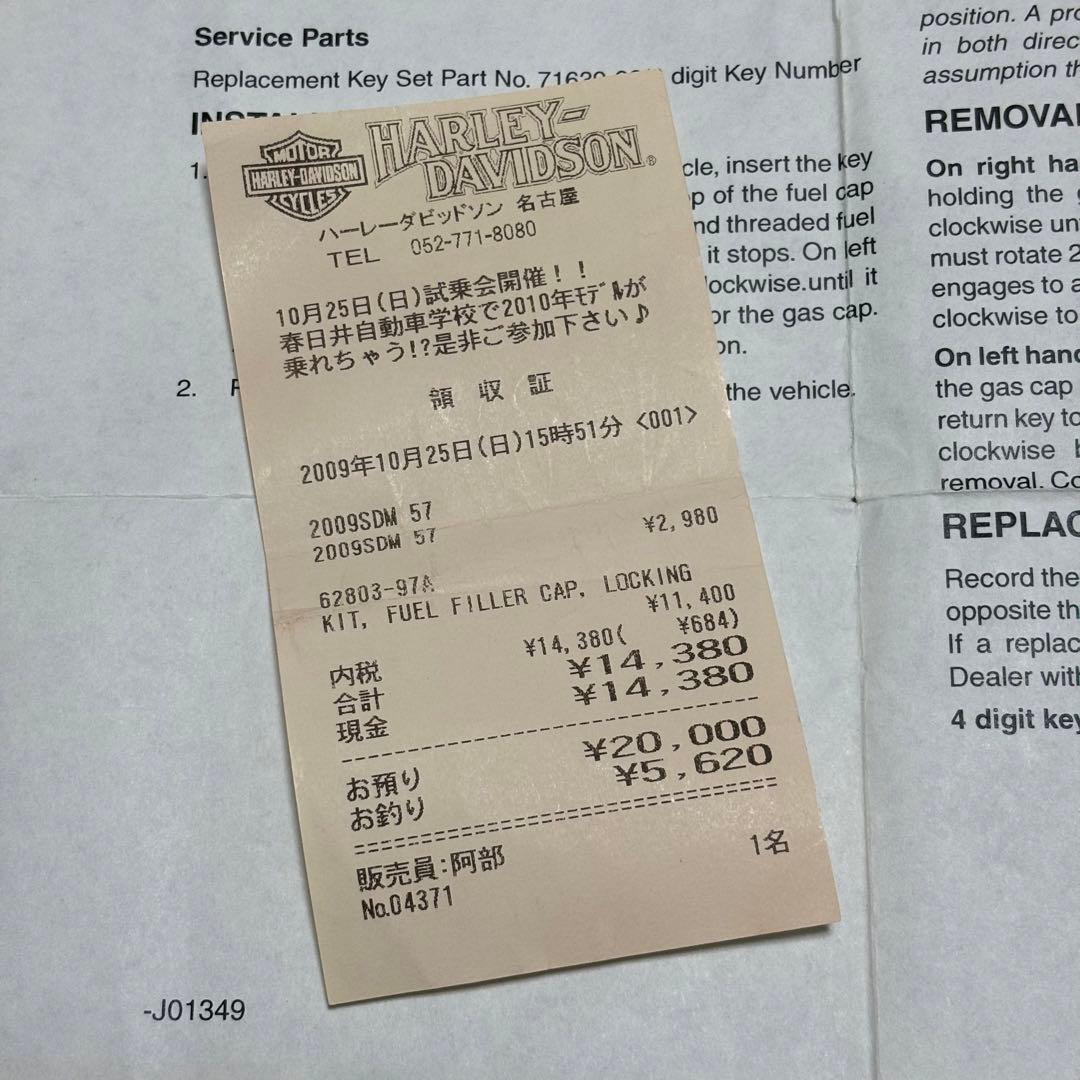 Service Parts
Replacement Key Set Part No. digit Key Number
1.
cle, insert the key
p of the fuel cap
nd threaded fuel
it stops. On left
lockwise.until it
or the gas cap.
on.
2. F
the vehicle.
-J01349
MOTOR
HARLEY-DAVIDSON
CYCLES
HARLEY-
DAVIDSON®
ハーレーダビッドソン 名古屋
TEL 052-771-8080
10月25日(日)試乗会開催!!
春日井自動車学校で2010年ﾓﾃﾞﾙが
乗れちゃう!?是非ご参加下さい♪
領 収 証
2009年10月25日(日)15時51分 <001>
2009SDM 57
2009SDM 57 ¥2,980
62803-97A
KIT, FUEL FILLER CAP, LOCKING
¥11,400
内税 ¥14,380( ¥684)
合計 ¥14,380
現金 ¥14,380
お預り ¥20,000
お釣り ¥5,620
販売員:阿部 1名
No.04371
position. A pro
in both direc
assumption th
REMOVAL
On right ha
holding the
clockwise un
must rotate 2
engages to a
clockwise to
On left hand
the gas cap
return key to
clockwise
removal. Co
REPLAC
Record the
opposite th
If a replac
Dealer with
4 digit key